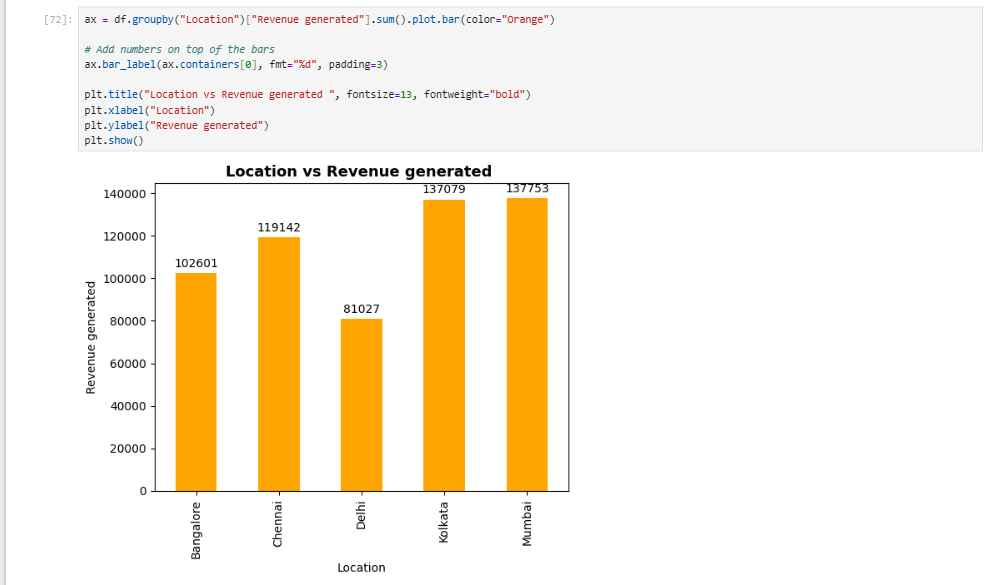 [72]: ax = df.groupby("Location")["Revenue generated"].sum().plot.bar(color="Orange")
# Add numbers on top of the bars
ax.bar_label(ax.containers[0], fmt="%d", padding=3)
plt.title("Location vs Revenue generated ", fontsize=13, fontweight="bold")
plt.xlabel("Location")
plt.ylabel("Revenue generated")
plt.show()
Location vs Revenue generated
Revenue generated
140000
120000
100000
80000
60000
40000
20000
0
102601
119142
81027
137079
137753
Bangalore
Chennai
Delhi
Kolkata
Mumbai
Location